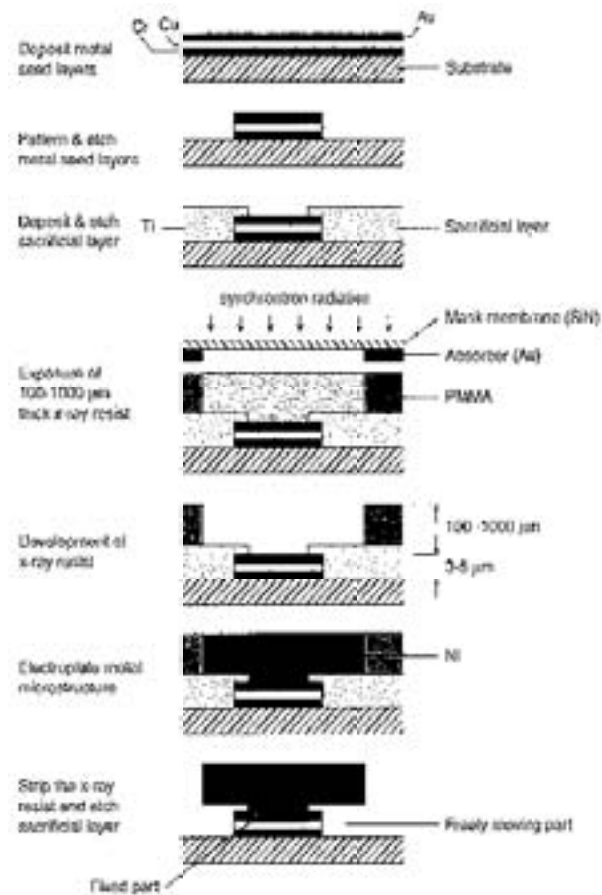 Cr Cu Au
Deposit metal
seed layers
Substrate
Pattern & etch
metal seed layers
Deposit & etch
sacrificial layer
Ti
Sacrificial layer
synchrotron radiation
Mask membrane (SiN)
Absorber (Au)
Exposure of
100-1000 μm
thick x-ray resist
PMMA
Development of
x-ray resist
100 -1000 μm
3-5 μm
Electroplate metal
microstructure
Ni
Strip the x-ray
resist and etch
sacrificial layer
Freely moving part
Fixed part